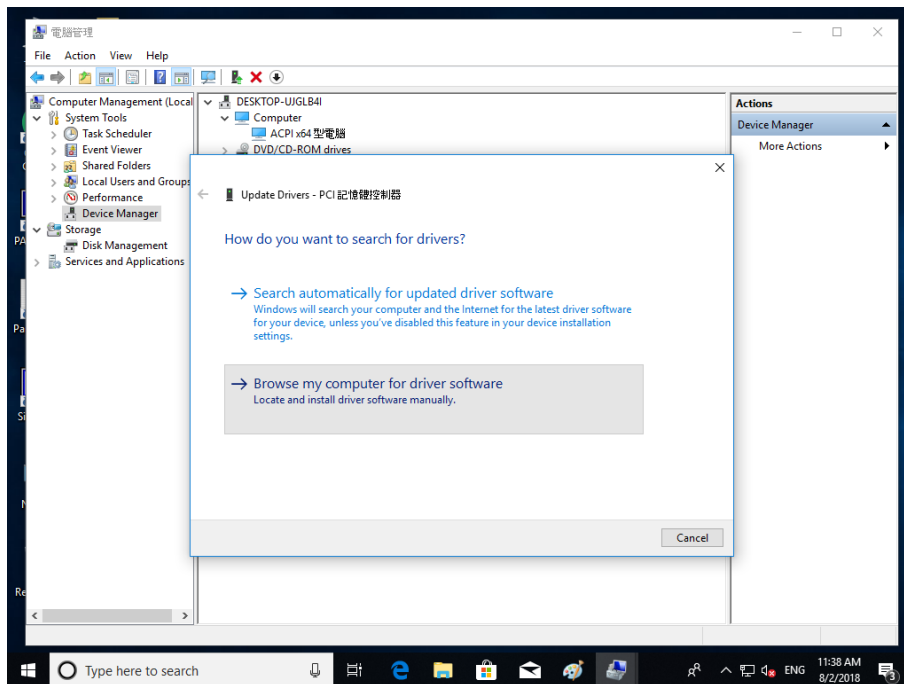 電腦管理
File Action View Help
Computer Management (Local
System Tools
Task Scheduler
Event Viewer
Shared Folders
Local Users and Groups
Performance
Device Manager
Storage
Disk Management
Services and Applications
DESKTOP-UJGLB4I
Computer
ACPI x64 型電腦
DVD/CD-ROM drives
Actions
Device Manager
More Actions
Update Drivers - PCI 記憶體控制器
How do you want to search for drivers?
Search automatically for updated driver software
Windows will search your computer and the Internet for the latest driver software
for your device, unless you've disabled this feature in your device installation
settings.
Browse my computer for driver software
Locate and install driver software manually.
Cancel
PA
Pa
Si
N
Re
Type here to search
ENG
11:38 AM
8/2/2018
3